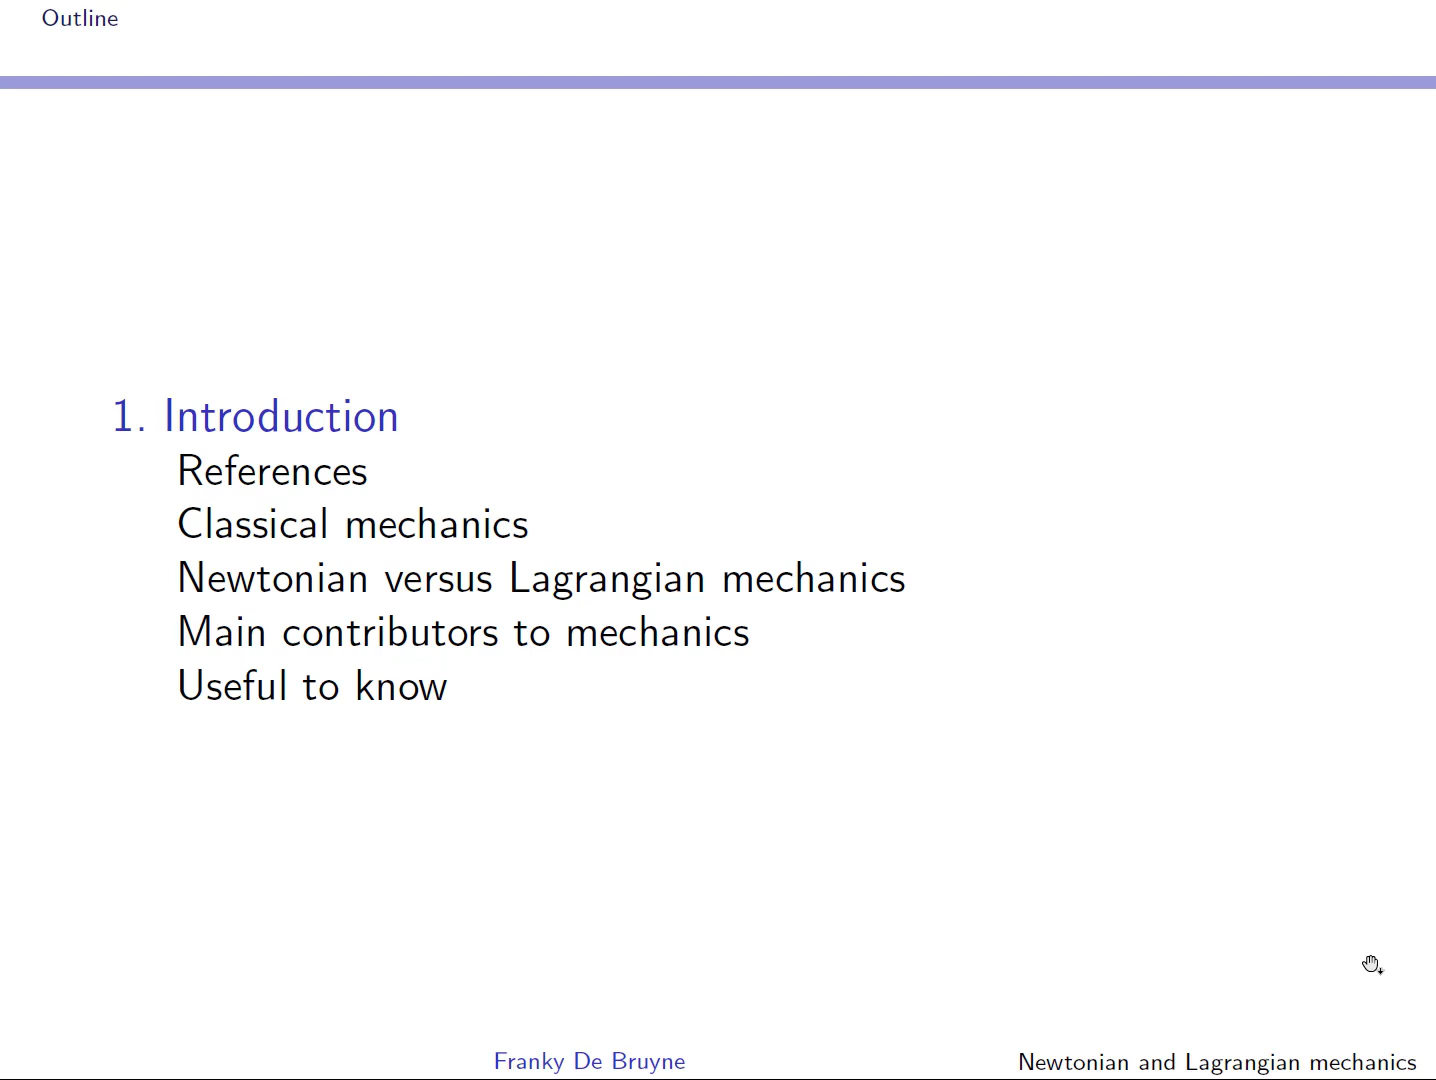 Outline
1. Introduction
References
Classical mechanics
Newtonian versus Lagrangian mechanics
Main contributors to mechanics
Useful to know
Franky De Bruyne
Newtonian and Lagrangian mechanics